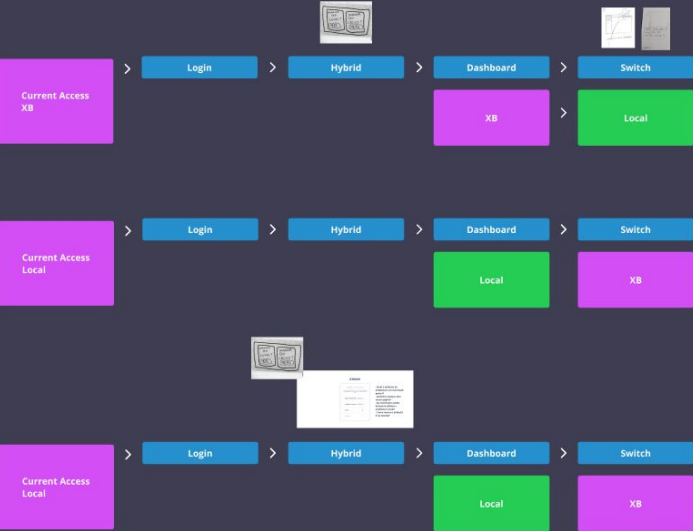 Login
Hybrid
Dashboard
Switch
Current Access
XB
XB
Local
Login
Hybrid
Dashboard
Switch
Current Access
Local
Local
XB
Login
Hybrid
Dashboard
Switch
Current Access
Local
Local
XB